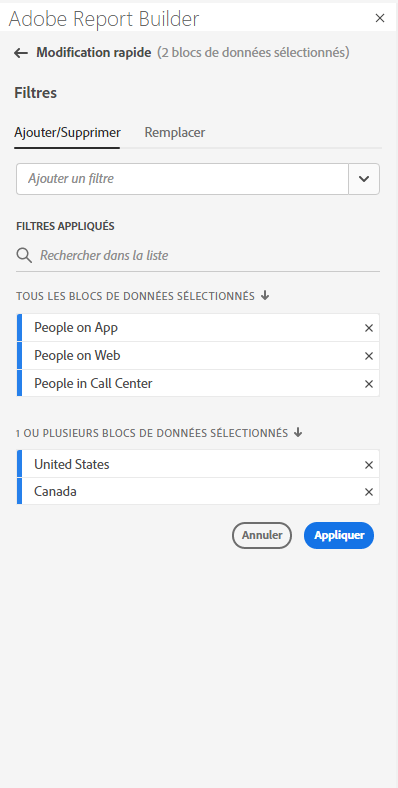 Adobe Report Builder
Modification rapide (2 blocs de données sélectionnés)
Filtres
Ajouter/Supprimer Remplacer
Ajouter un filtre
FILTRES APPLIQUÉS
Rechercher dans la liste
TOUS LES BLOCS DE DONNÉES SÉLECTIONNÉS
People on App
People on Web
People in Call Center
1 OU PLUSIEURS BLOCS DE DONNÉES SÉLECTIONNÉS
United States
Canada
Annuler Appliquer